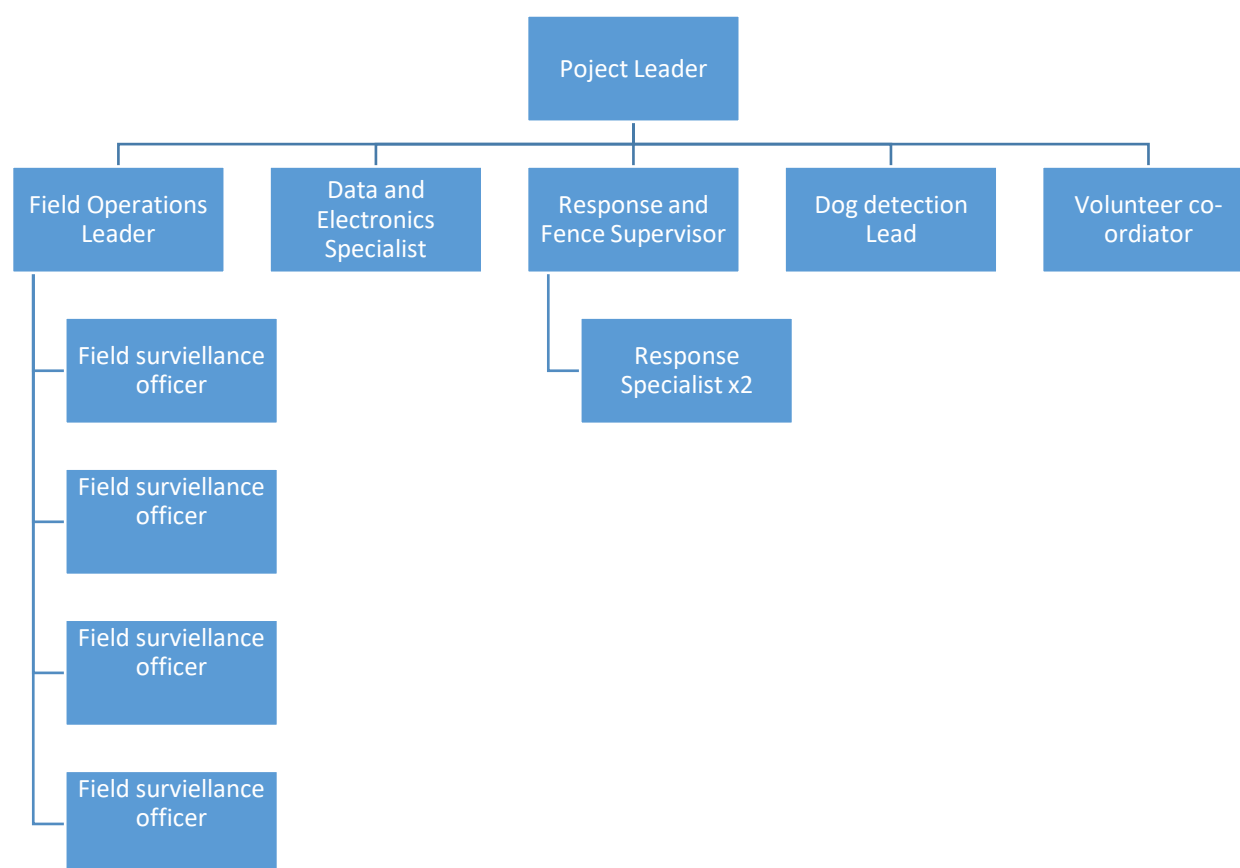 Poject Leader
Field Operations
Leader
Data and
Electronics
Specialist
Response and
Fence Supervisor
Dog detection
Lead
Volunteer co-
ordiator
Field surviellance
officer
Response
Specialist x2
Field surviellance
officer
Field surviellance
officer
Field surviellance
officer